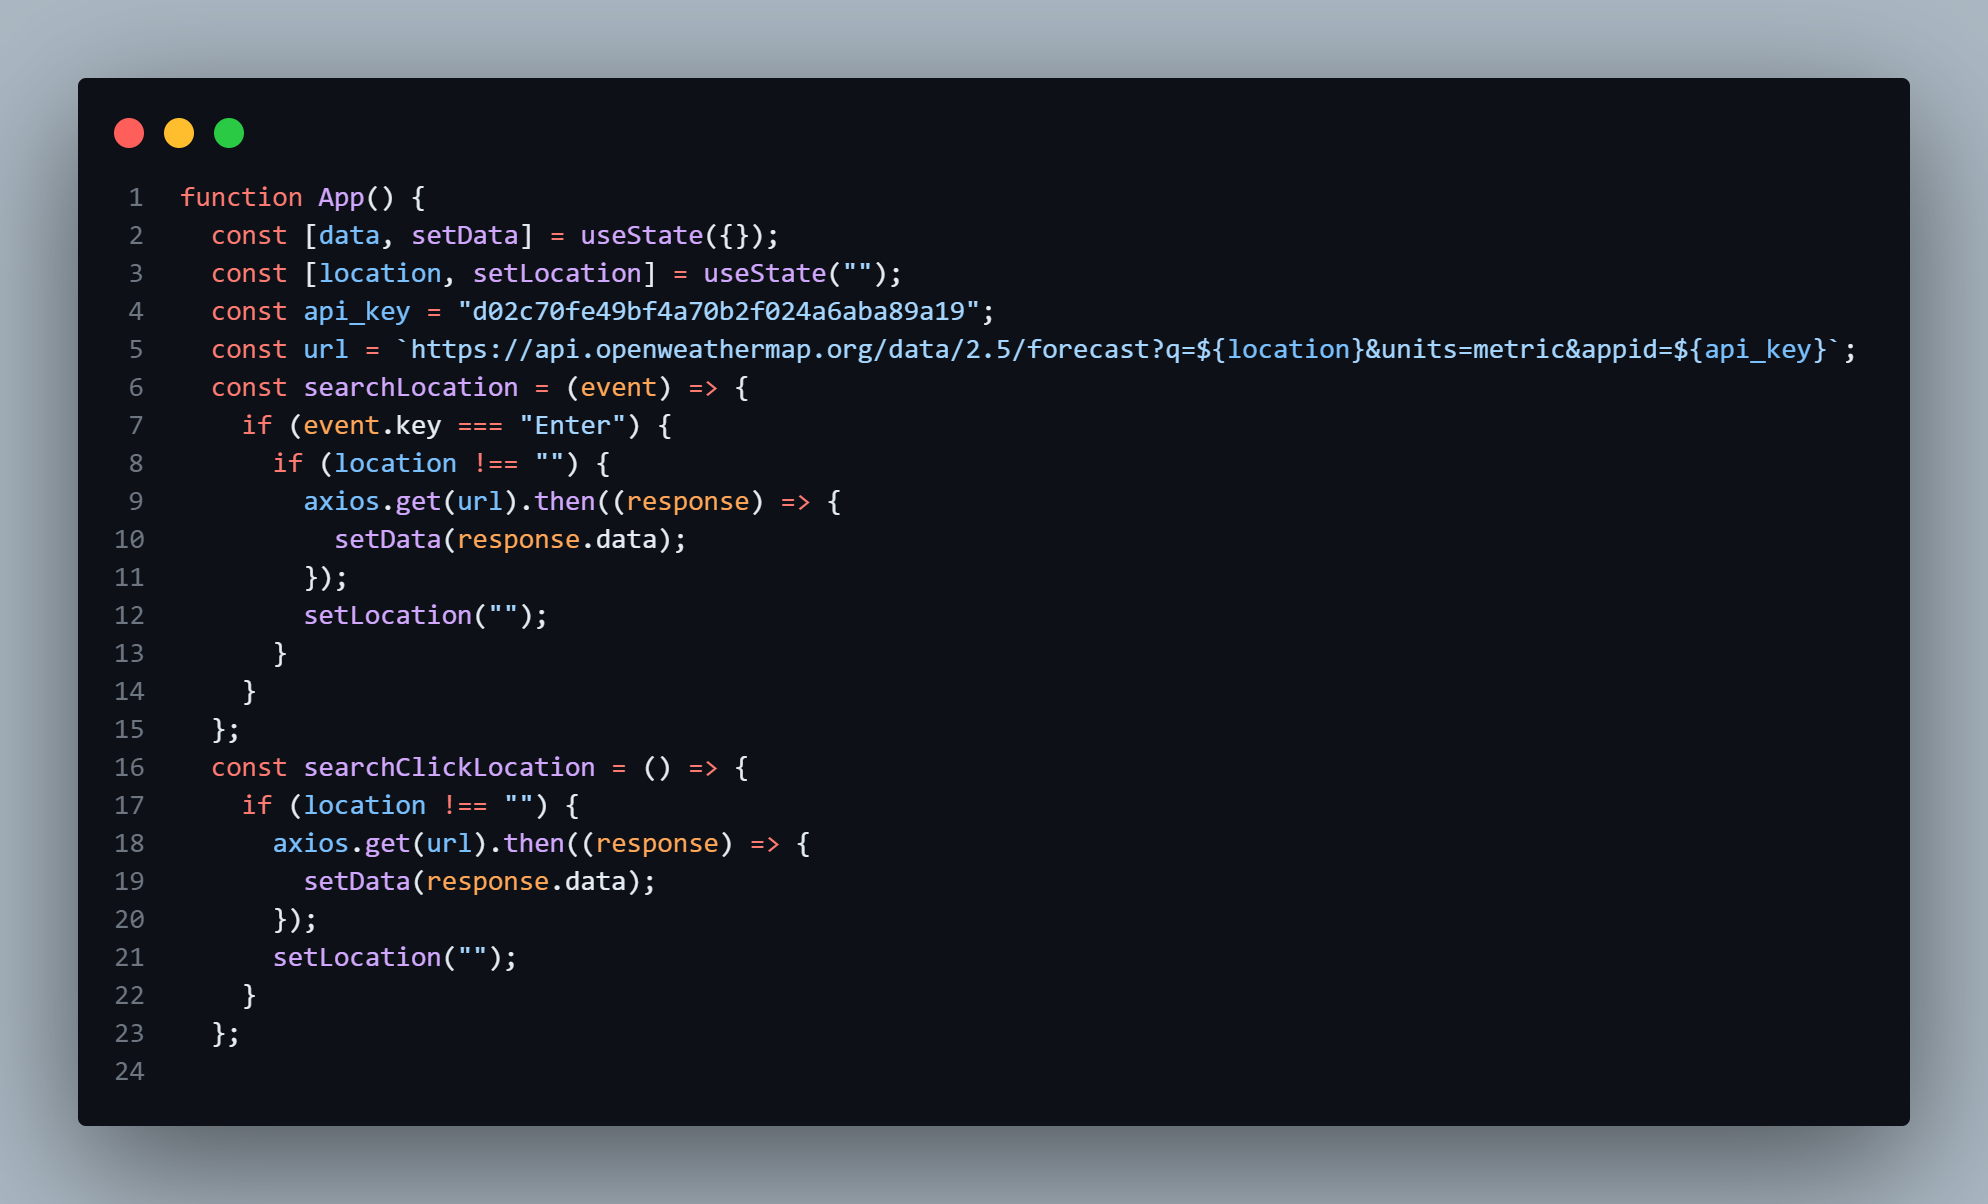 1 function App() {
2   const [data, setData] = useState({});
3   const [location, setLocation] = useState("");
4   const api_key = "d02c70fe49bf4a70b2f024a6aba89a19";
5   const url = `https://api.openweathermap.org/data/2.5/forecast?q=${location}&units=metric&appid=${api_key}`;
6   const searchLocation = (event) => {
7     if (event.key === "Enter") {
8       if (location !== "") {
9         axios.get(url).then((response) => {
10           setData(response.data);
11         });
12         setLocation("");
13       }
14     }
15   };
16   const searchClickLocation = () => {
17     if (location !== "") {
18       axios.get(url).then((response) => {
19         setData(response.data);
20       });
21       setLocation("");
22     }
23   };
24